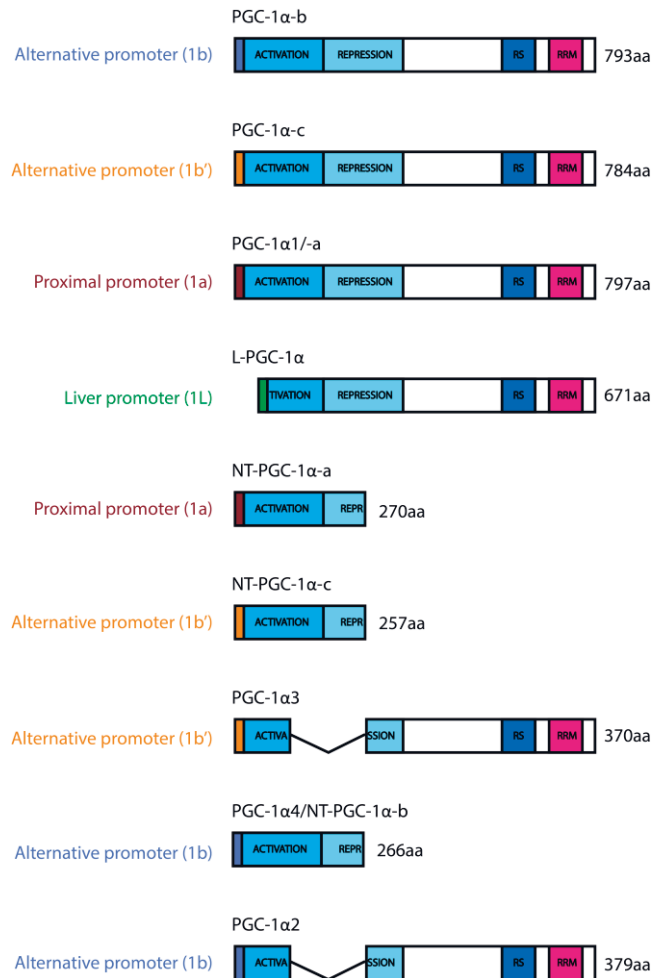 PGC-1α-b
Alternative promoter (1b) ACTIVATION REPRESSION RS RRM 793aa
PGC-1α-c
Alternative promoter (1b’) ACTIVATION REPRESSION RS RRM 784aa
PGC-1α1/-a
Proximal promoter (1a) ACTIVATION REPRESSION RS RRM 797aa
L-PGC-1α
Liver promoter (1L) TIVATION REPRESSION RS RRM 671aa
NT-PGC-1α-a
Proximal promoter (1a) ACTIVATION REPR 270aa
NT-PGC-1α-c
Alternative promoter (1b’) ACTIVATION REPR 257aa
PGC-1α3
Alternative promoter (1b’) ACTIVA SSION RS RRM 370aa
PGC-1α4/NT-PGC-1α-b
Alternative promoter (1b) ACTIVATION REPR 266aa
PGC-1α2
Alternative promoter (1b) ACTIVA SSION RS RRM 379aa